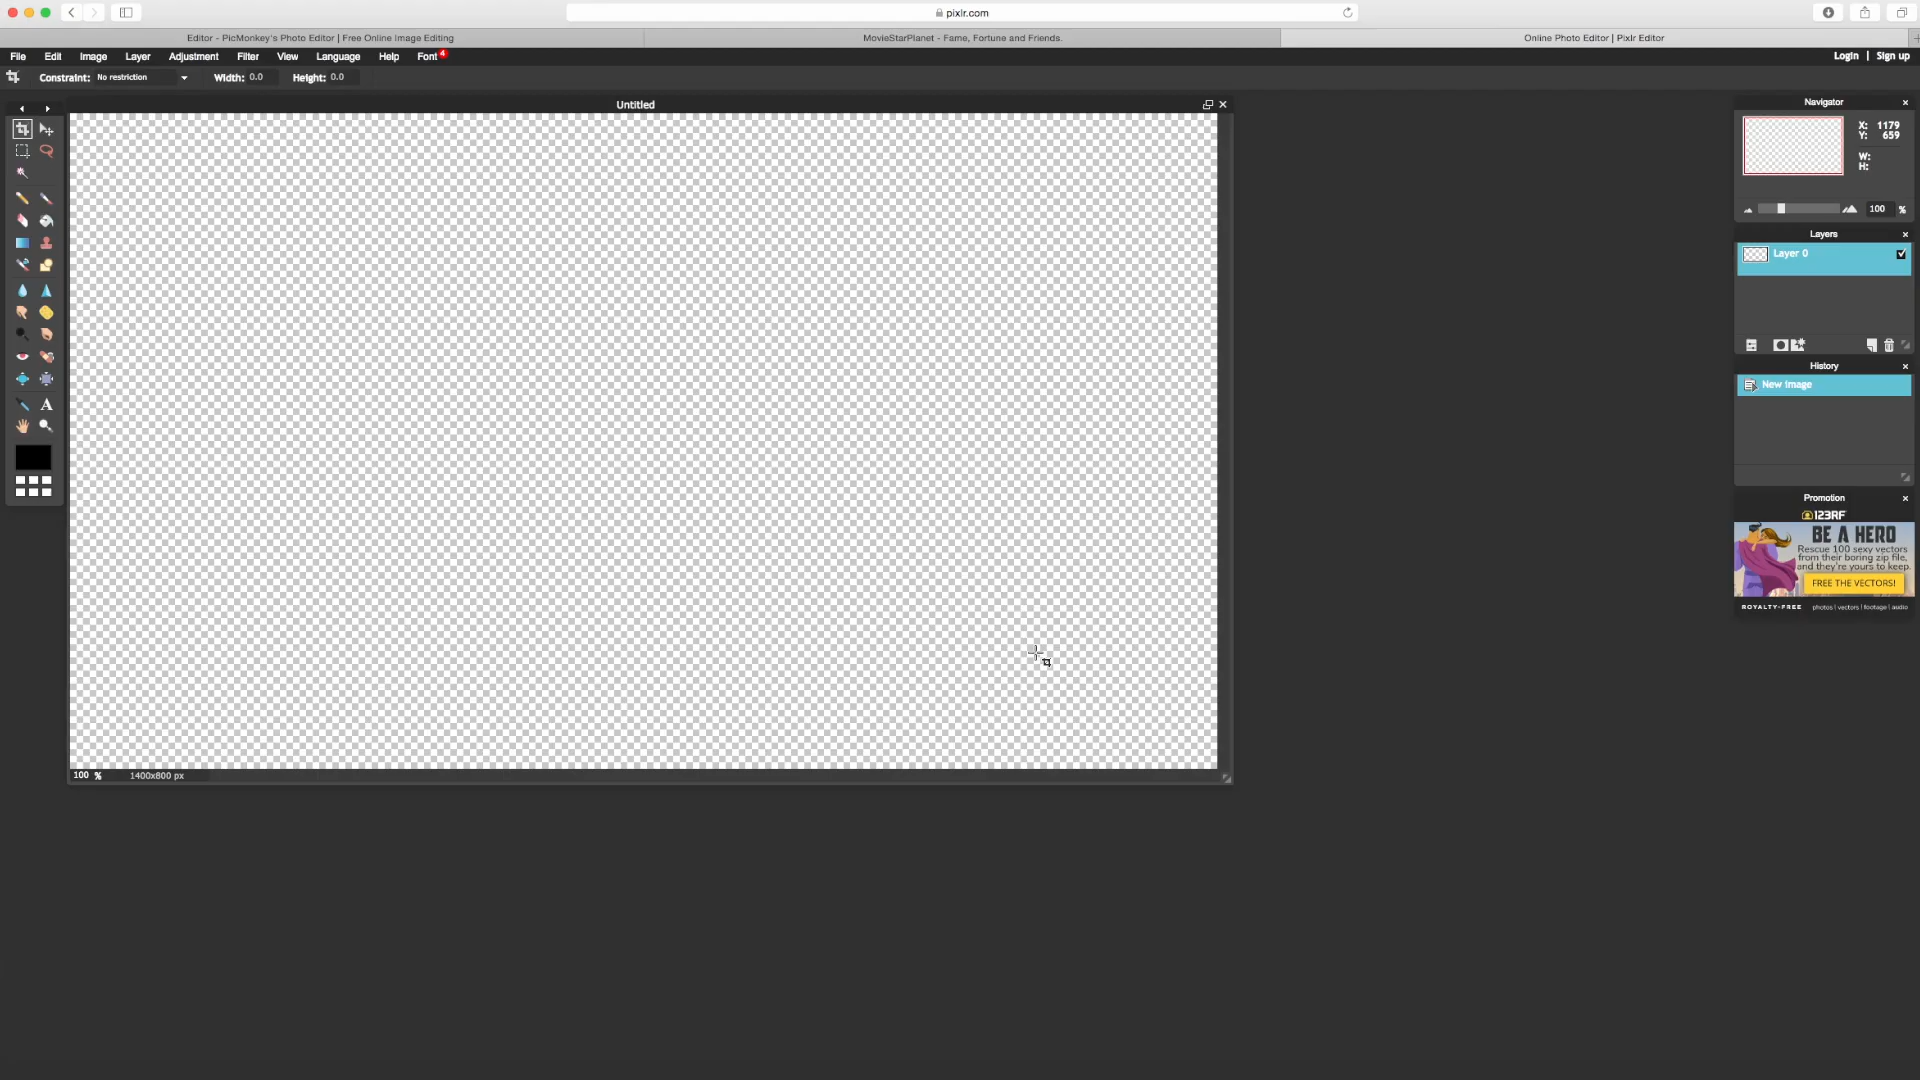 pixlr.com
Editor - PicMonkey's Photo Editor | Free Online Image Editing
MovieStarPlanet - Fame, Fortune and Friends.
Online Photo Editor | Pixlr Editor
File Edit Image Layer Adjustment Filter View Language Help Font 4
Login | Sign up
Constraint: No restriction Width: 0.0 Height: 0.0
Untitled
Navigator
X: 1179
Y: 659
W:
H:
100 %
Layers
Layer 0
History
New image
Promotion
123RF
BE A HERO
Rescue 100 sexy vectors
from their boring zip file,
and they're yours to keep.
FREE THE VECTORS!
ROYALTY-FREE photos | vectors | footage | audio
A
100 % 1400x800 px